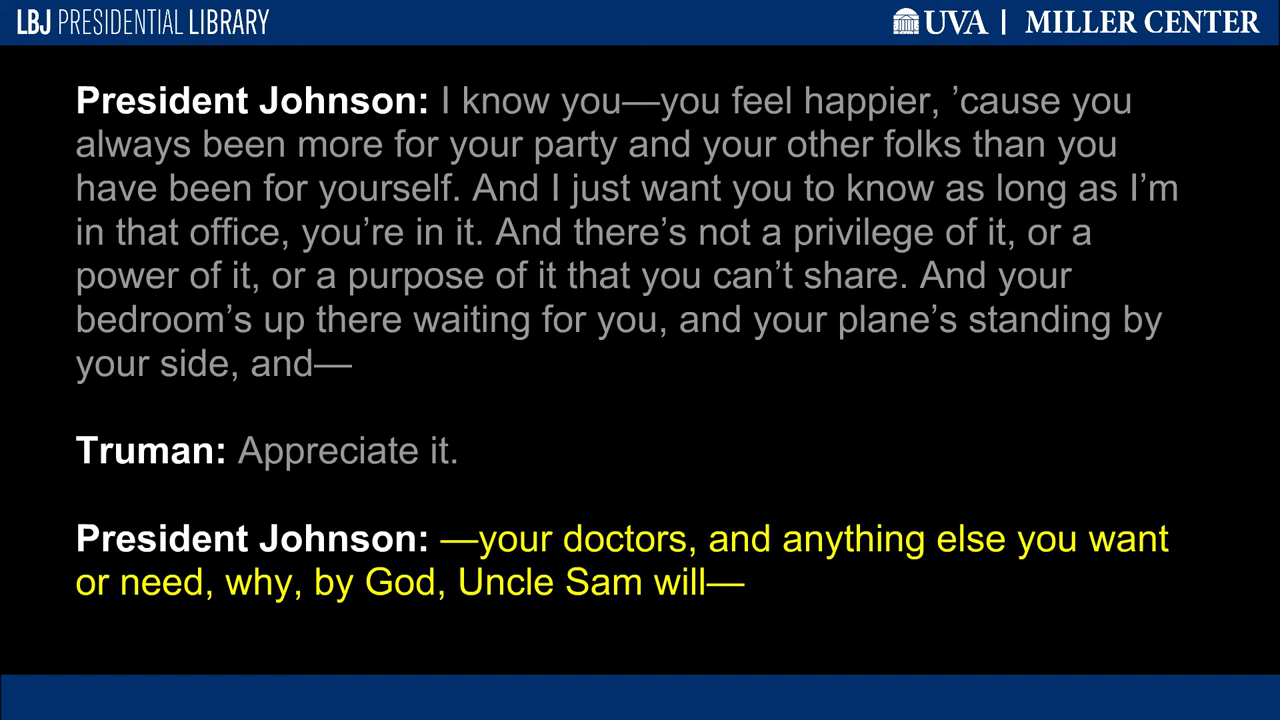 LBJ PRESIDENTIAL LIBRARY
UVA | MILLER CENTER
President Johnson: I know you—you feel happier, ’cause you
always been more for your party and your other folks than you
have been for yourself. And I just want you to know as long as I’m
in that office, you’re in it. And there’s not a privilege of it, or a
power of it, or a purpose of it that you can’t share. And your
bedroom’s up there waiting for you, and your plane’s standing by
your side, and—
Truman: Appreciate it.
President Johnson: —your doctors, and anything else you want
or need, why, by God, Uncle Sam will—